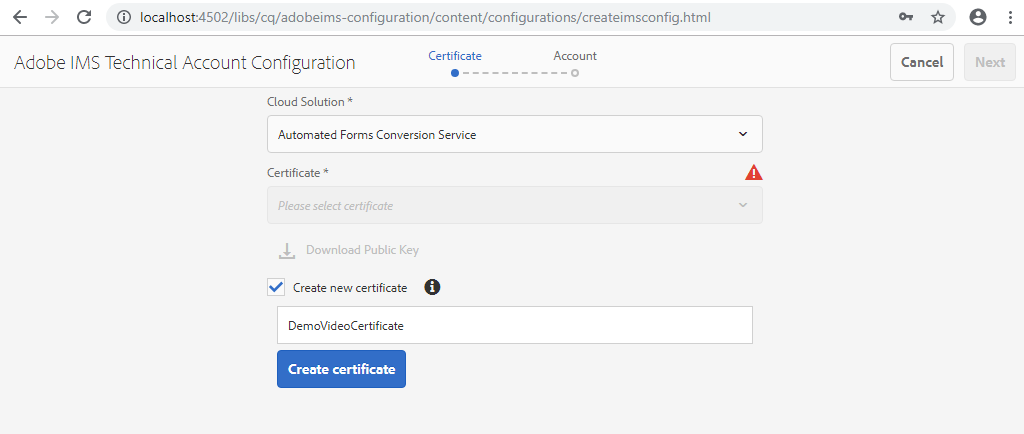 localhost:4502/libs/cq/adobeims-configuration/content/configurations/createimsconfig.html
Adobe IMS Technical Account Configuration
Certificate
Account
Cancel
Next
Cloud Solution *
Automated Forms Conversion Service
Certificate *
Please select certificate
Download Public Key
Create new certificate
DemoVideoCertificate
Create certificate